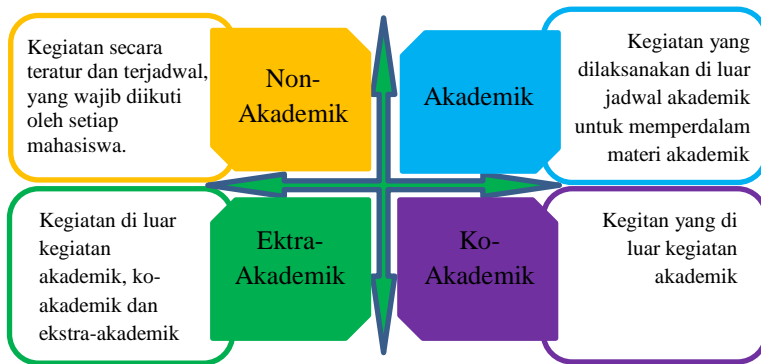 Kegiatan secara
teratur dan terjadwal,
yang wajib diikuti
oleh setiap
mahasiswa.
Non-
Akademik
Akademik
Kegiatan yang
dilaksanakan di luar
jadwal akademik
untuk memperdalam
materi akademik
Kegiatan di luar
kegiatan
akademik, ko-
akademik dan
ekstra-akademik
Ektra-
Akademik
Ko-
Akademik
Kegitan yang di
luar kegiatan
akademik